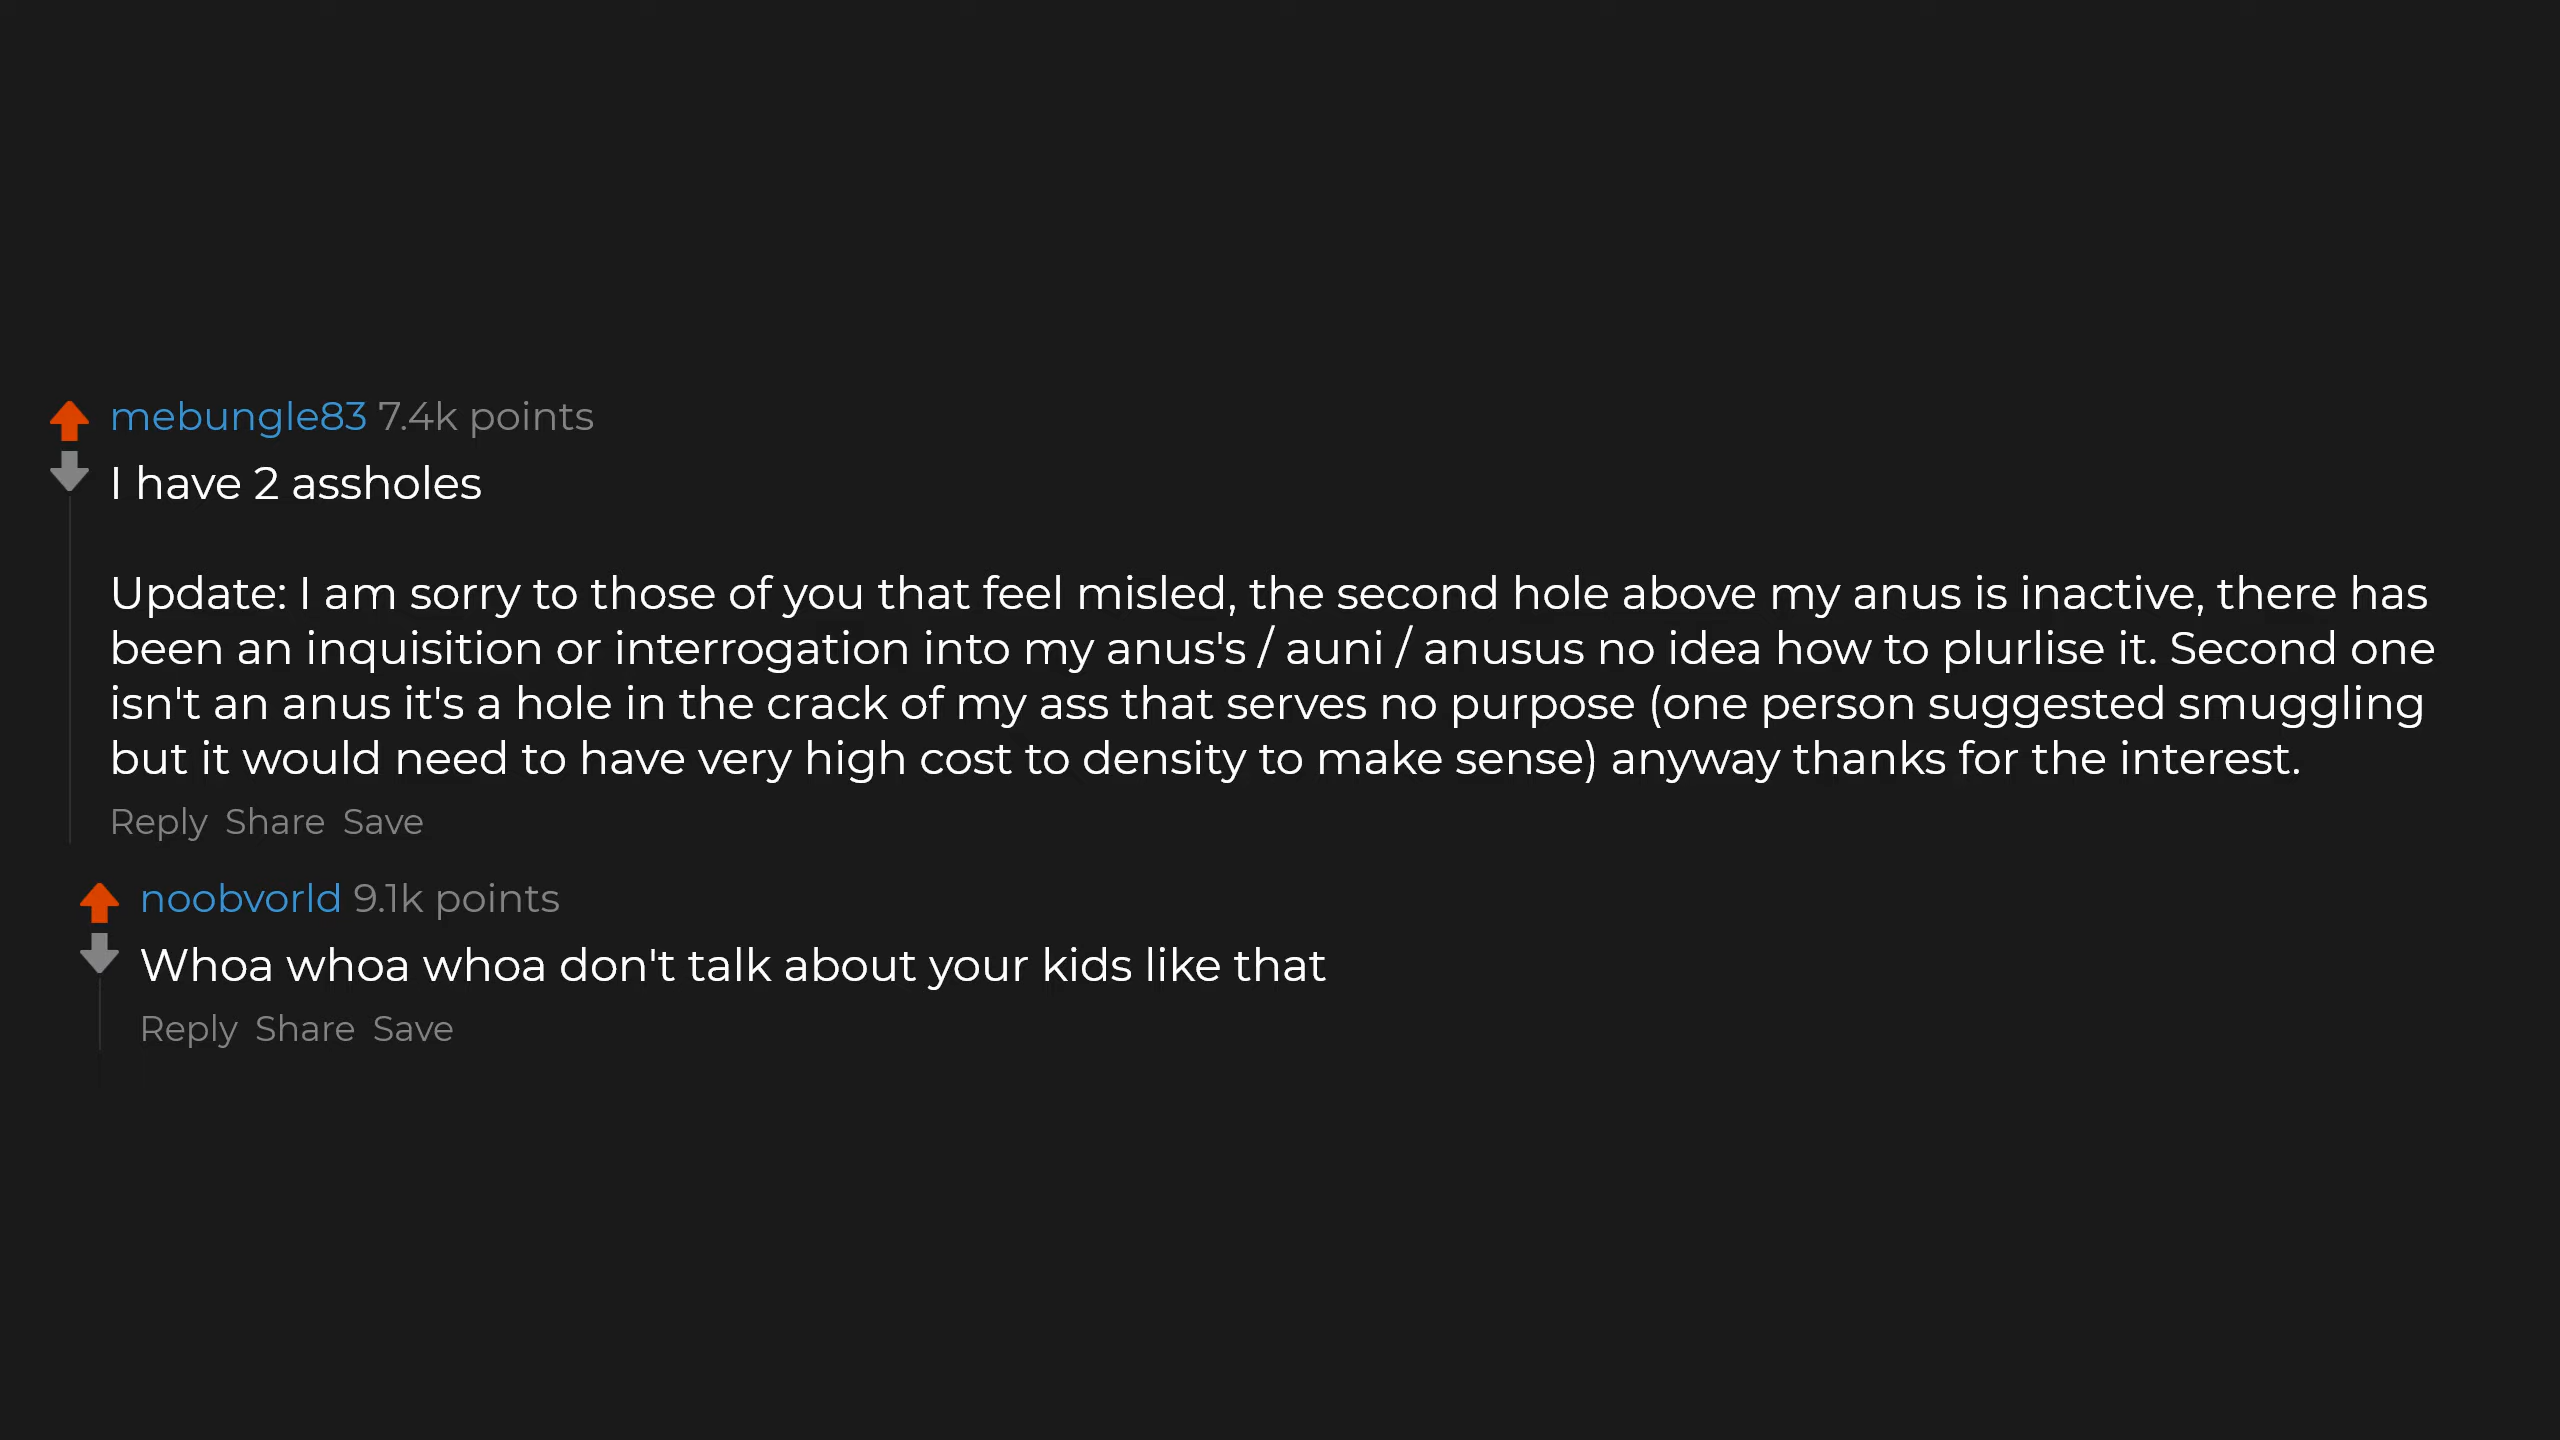 mebungle83 7.4k points
I have 2 assholes
Update: I am sorry to those of you that feel misled, the second hole above my anus is inactive, there has
been an inquisition or interrogation into my anus's / auni / anusus no idea how to plurlise it. Second one
isn't an anus it's a hole in the crack of my ass that serves no purpose (one person suggested smuggling
but it would need to have very high cost to density to make sense) anyway thanks for the interest.
Reply Share Save
noobvorld 9.1k points
Whoa whoa whoa don't talk about your kids like that
Reply Share Save